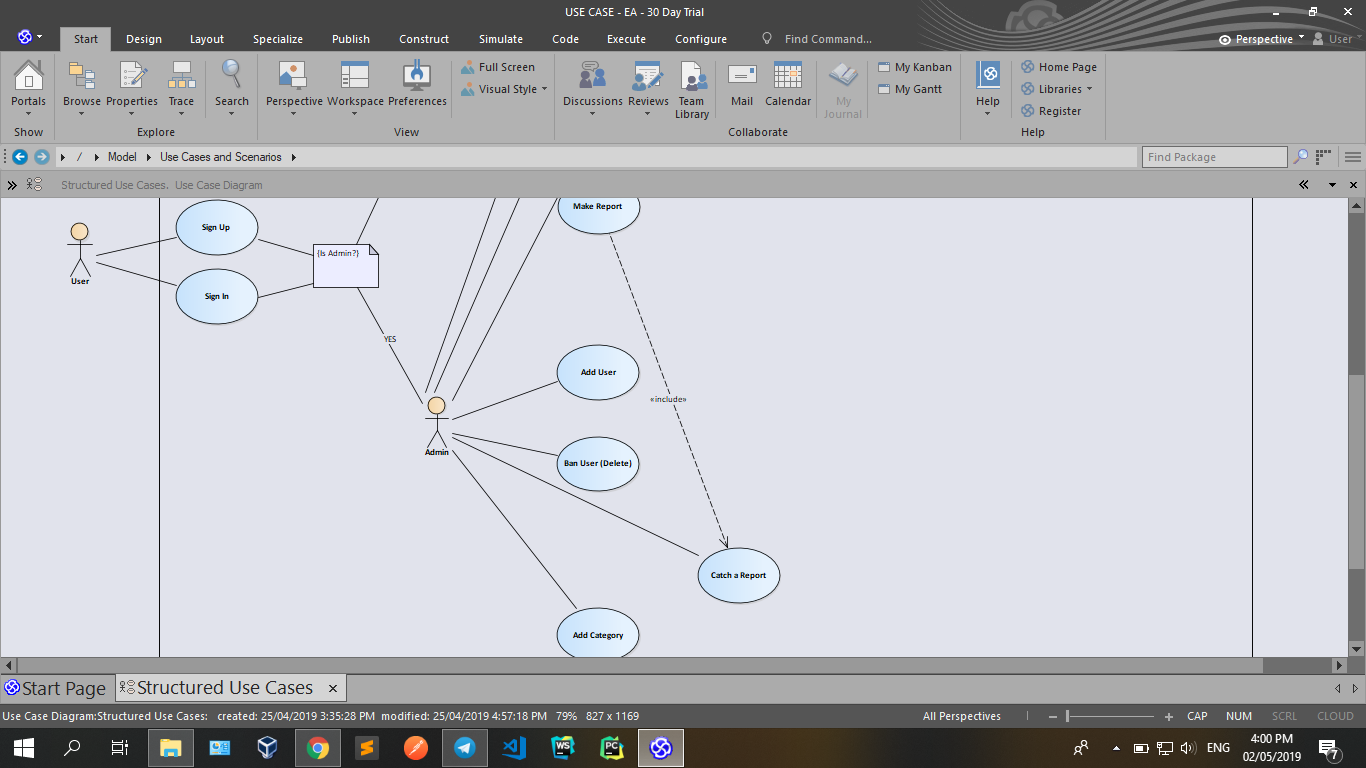 USE CASE - EA - 30 Day Trial
Start
Design
Layout
Specialize
Publish
Construct
Simulate
Code
Execute
Configure
Find Command...
Perspective
User
Portals
Browse
Properties
Trace
Search
Perspective
Workspace
Preferences
Full Screen
Visual Style
Discussions
Reviews
Team
Library
Mail
Calendar
My
Journal
My Kanban
My Gantt
Help
Home Page
Libraries
Register
Show
Explore
View
Collaborate
Help
/
Model
Use Cases and Scenarios
Find Package
Structured Use Cases. Use Case Diagram
Make Report
Sign Up
{Is Admin?}
User
Sign In
YES
Add User
«include»
Admin
Ban User (Delete)
Catch a Report
Add Category
Start Page
Structured Use Cases
Use Case Diagram:Structured Use Cases: created: 25/04/2019 3:35:28 PM modified: 25/04/2019 4:57:18 PM 79% 827 x 1169
All Perspectives
CAP
NUM
SCRL
CLOUD
WS
PC
ENG
4:00 PM
02/05/2019
7